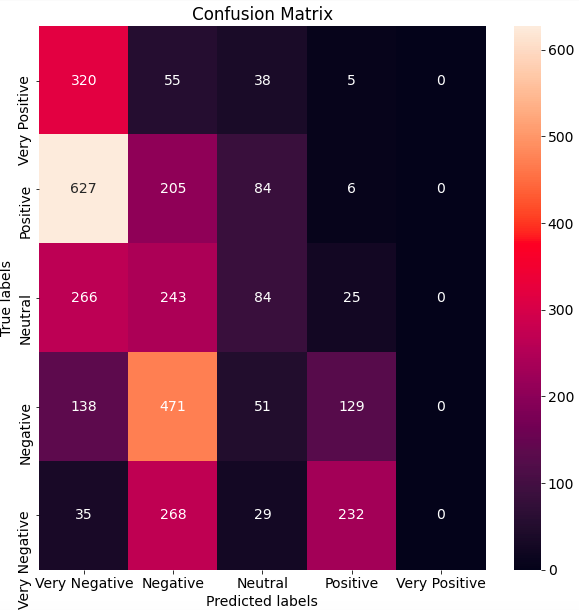 Confusion Matrix
True labels
Very Positive
320 55 38 5 0
Positive
627 205 84 6 0
Neutral
266 243 84 25 0
Negative
138 471 51 129 0
Very Negative
35 268 29 232 0
Very Negative Negative Neutral Positive Very Positive
Predicted labels
600
500
400
300
200
100
0